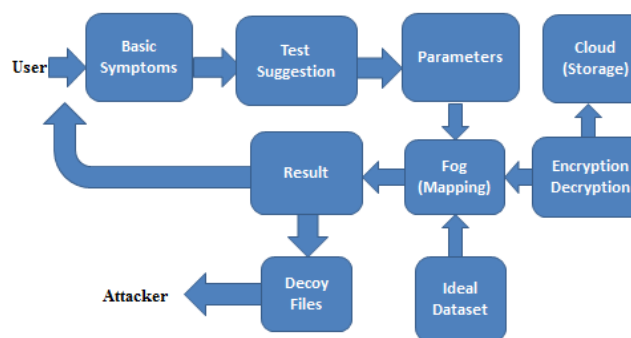 User
Basic
Symptoms
Test
Suggestion
Parameters
Cloud
(Storage)
Result
Fog
(Mapping)
Encryption
Decryption
Attacker
Decoy
Files
Ideal
Dataset